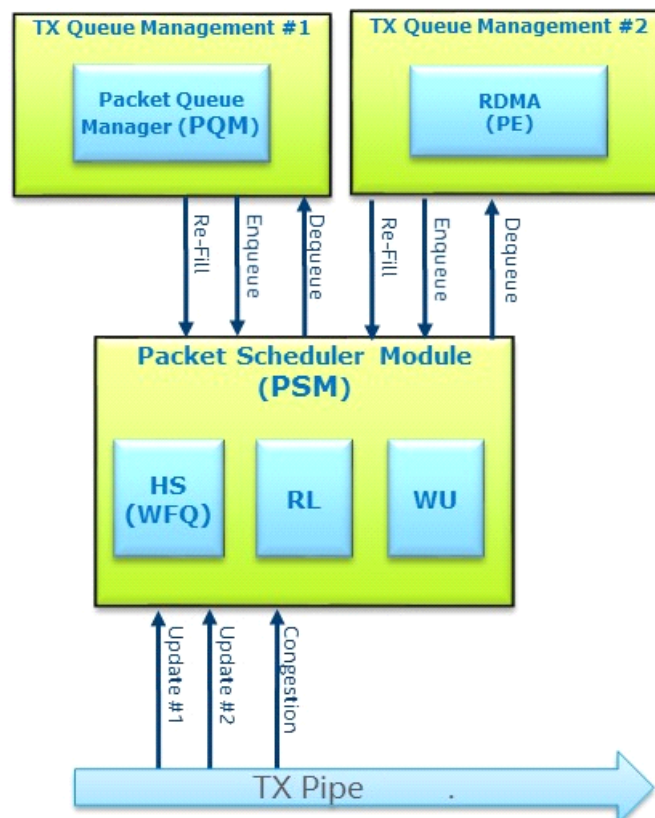 TX Queue Management #1
TX Queue Management #2
Packet Queue
Manager (PQM)
RDMA
(PE)
Re-Fill
Enqueue
Dequeue
Re-Fill
Enqueue
Dequeue
Packet Scheduler Module
(PSM)
HS
(WFQ)
RL
WU
Update #1
Update #2
Congestion
TX Pipe .